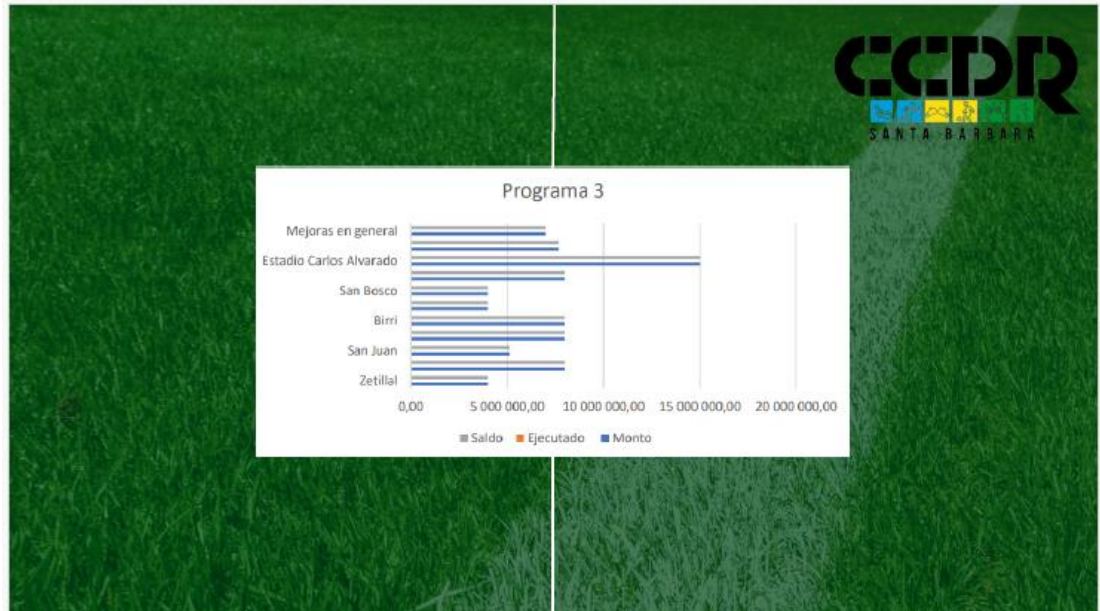 CCDR
SANTA BARBARA
Programa 3
Mejoras en general
Estadio Carlos Alvarado
San Bosco
Birri
San Juan
Zetillal
0,00 5 000 000,00 10 000 000,00 15 000 000,00 20 000 000,00
Saldo Ejecutado Monto